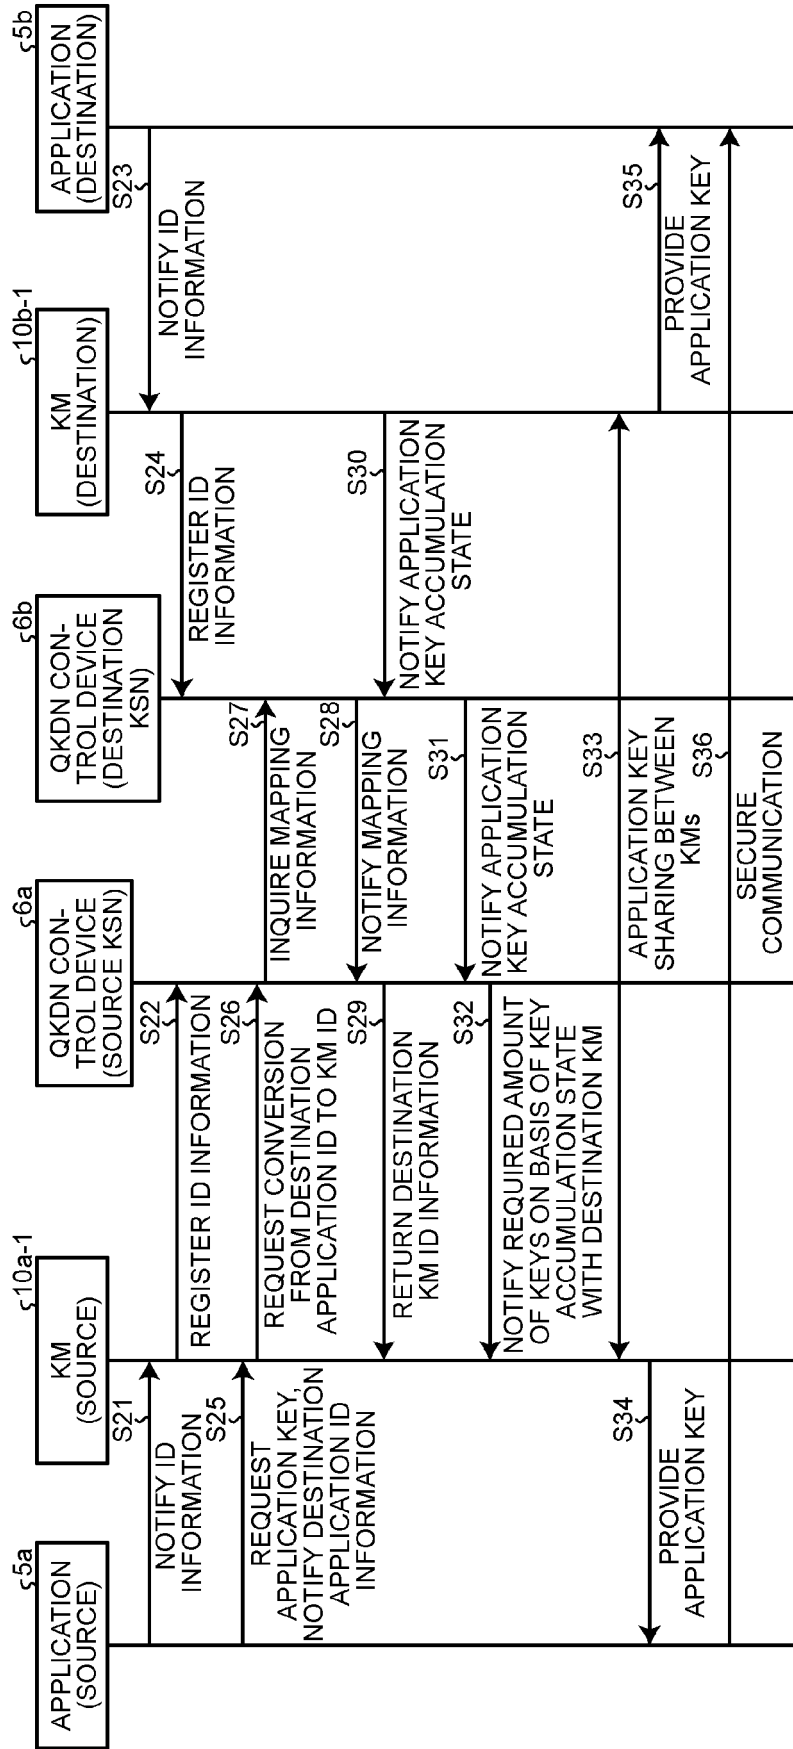 5a
APPLICATION
(SOURCE)
10a-1
KM
(SOURCE)
6a
QKDN CON-
TROL DEVICE
(SOURCE KSN)
6b
QKDN CON-
TROL DEVICE
(DESTINATION
KSN)
10b-1
KM
(DESTINATION)
5b
APPLICATION
(DESTINATION)
S21
NOTIFY ID
INFORMATION
S22
REGISTER ID INFORMATION
S23
NOTIFY ID
INFORMATION
S24
REGISTER ID
INFORMATION
S25
REQUEST
APPLICATION KEY,
NOTIFY DESTINATION
APPLICATION ID
INFORMATION
S26
REQUEST CONVERSION
FROM DESTINATION
APPLICATION ID TO KM ID
S27
INQUIRE MAPPING
INFORMATION
S28
NOTIFY MAPPING
INFORMATION
S29
RETURN DESTINATION
KM ID INFORMATION
S30
NOTIFY APPLICATION
KEY ACCUMULATION
STATE
S31
NOTIFY APPLICATION
KEY ACCUMULATION
STATE
S32
NOTIFY REQUIRED AMOUNT
OF KEYS ON BASIS OF KEY
ACCUMULATION STATE
WITH DESTINATION KM
S33
APPLICATION KEY
SHARING BETWEEN
KMs
S34
PROVIDE
APPLICATION KEY
S35
PROVIDE
APPLICATION KEY
S36
SECURE
COMMUNICATION